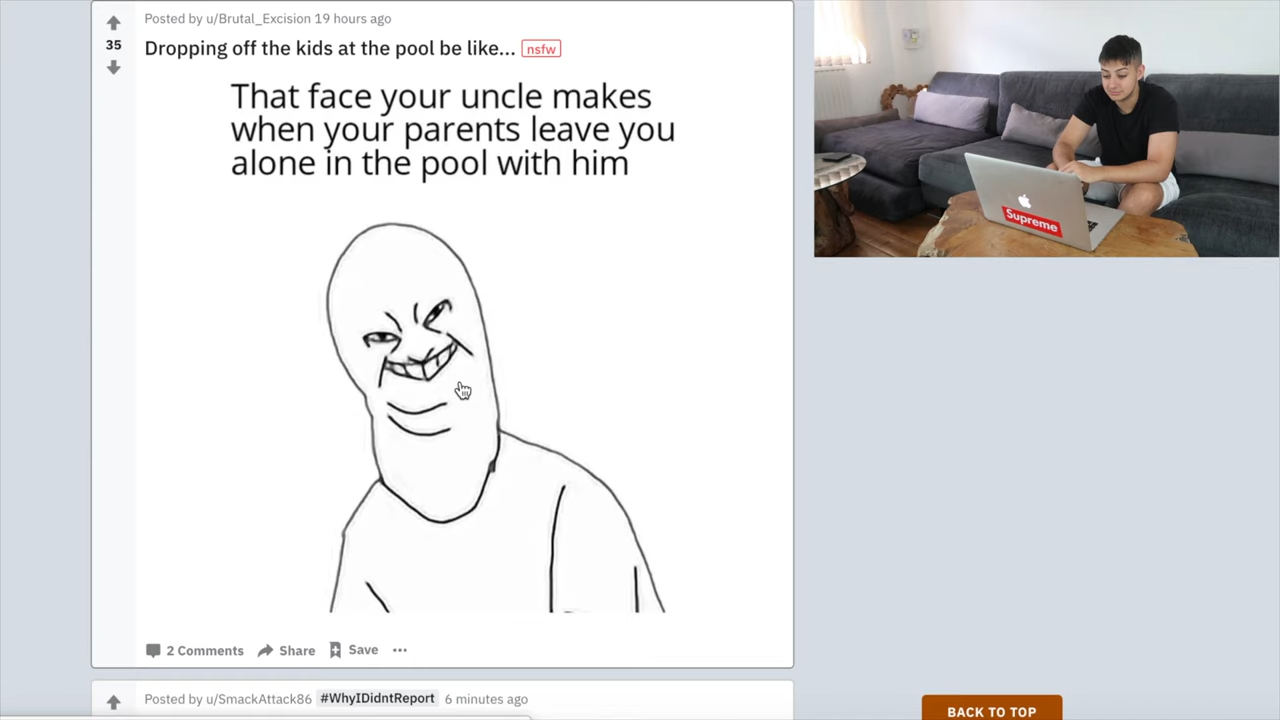 Posted by u/Brutal_Excision 19 hours ago
35
Dropping off the kids at the pool be like... nsfw
That face your uncle makes
when your parents leave you
alone in the pool with him
2 Comments Share Save
Posted by u/SmackAttack86 #WhyIDidntReport 6 minutes ago
Supreme
BACK TO TOP